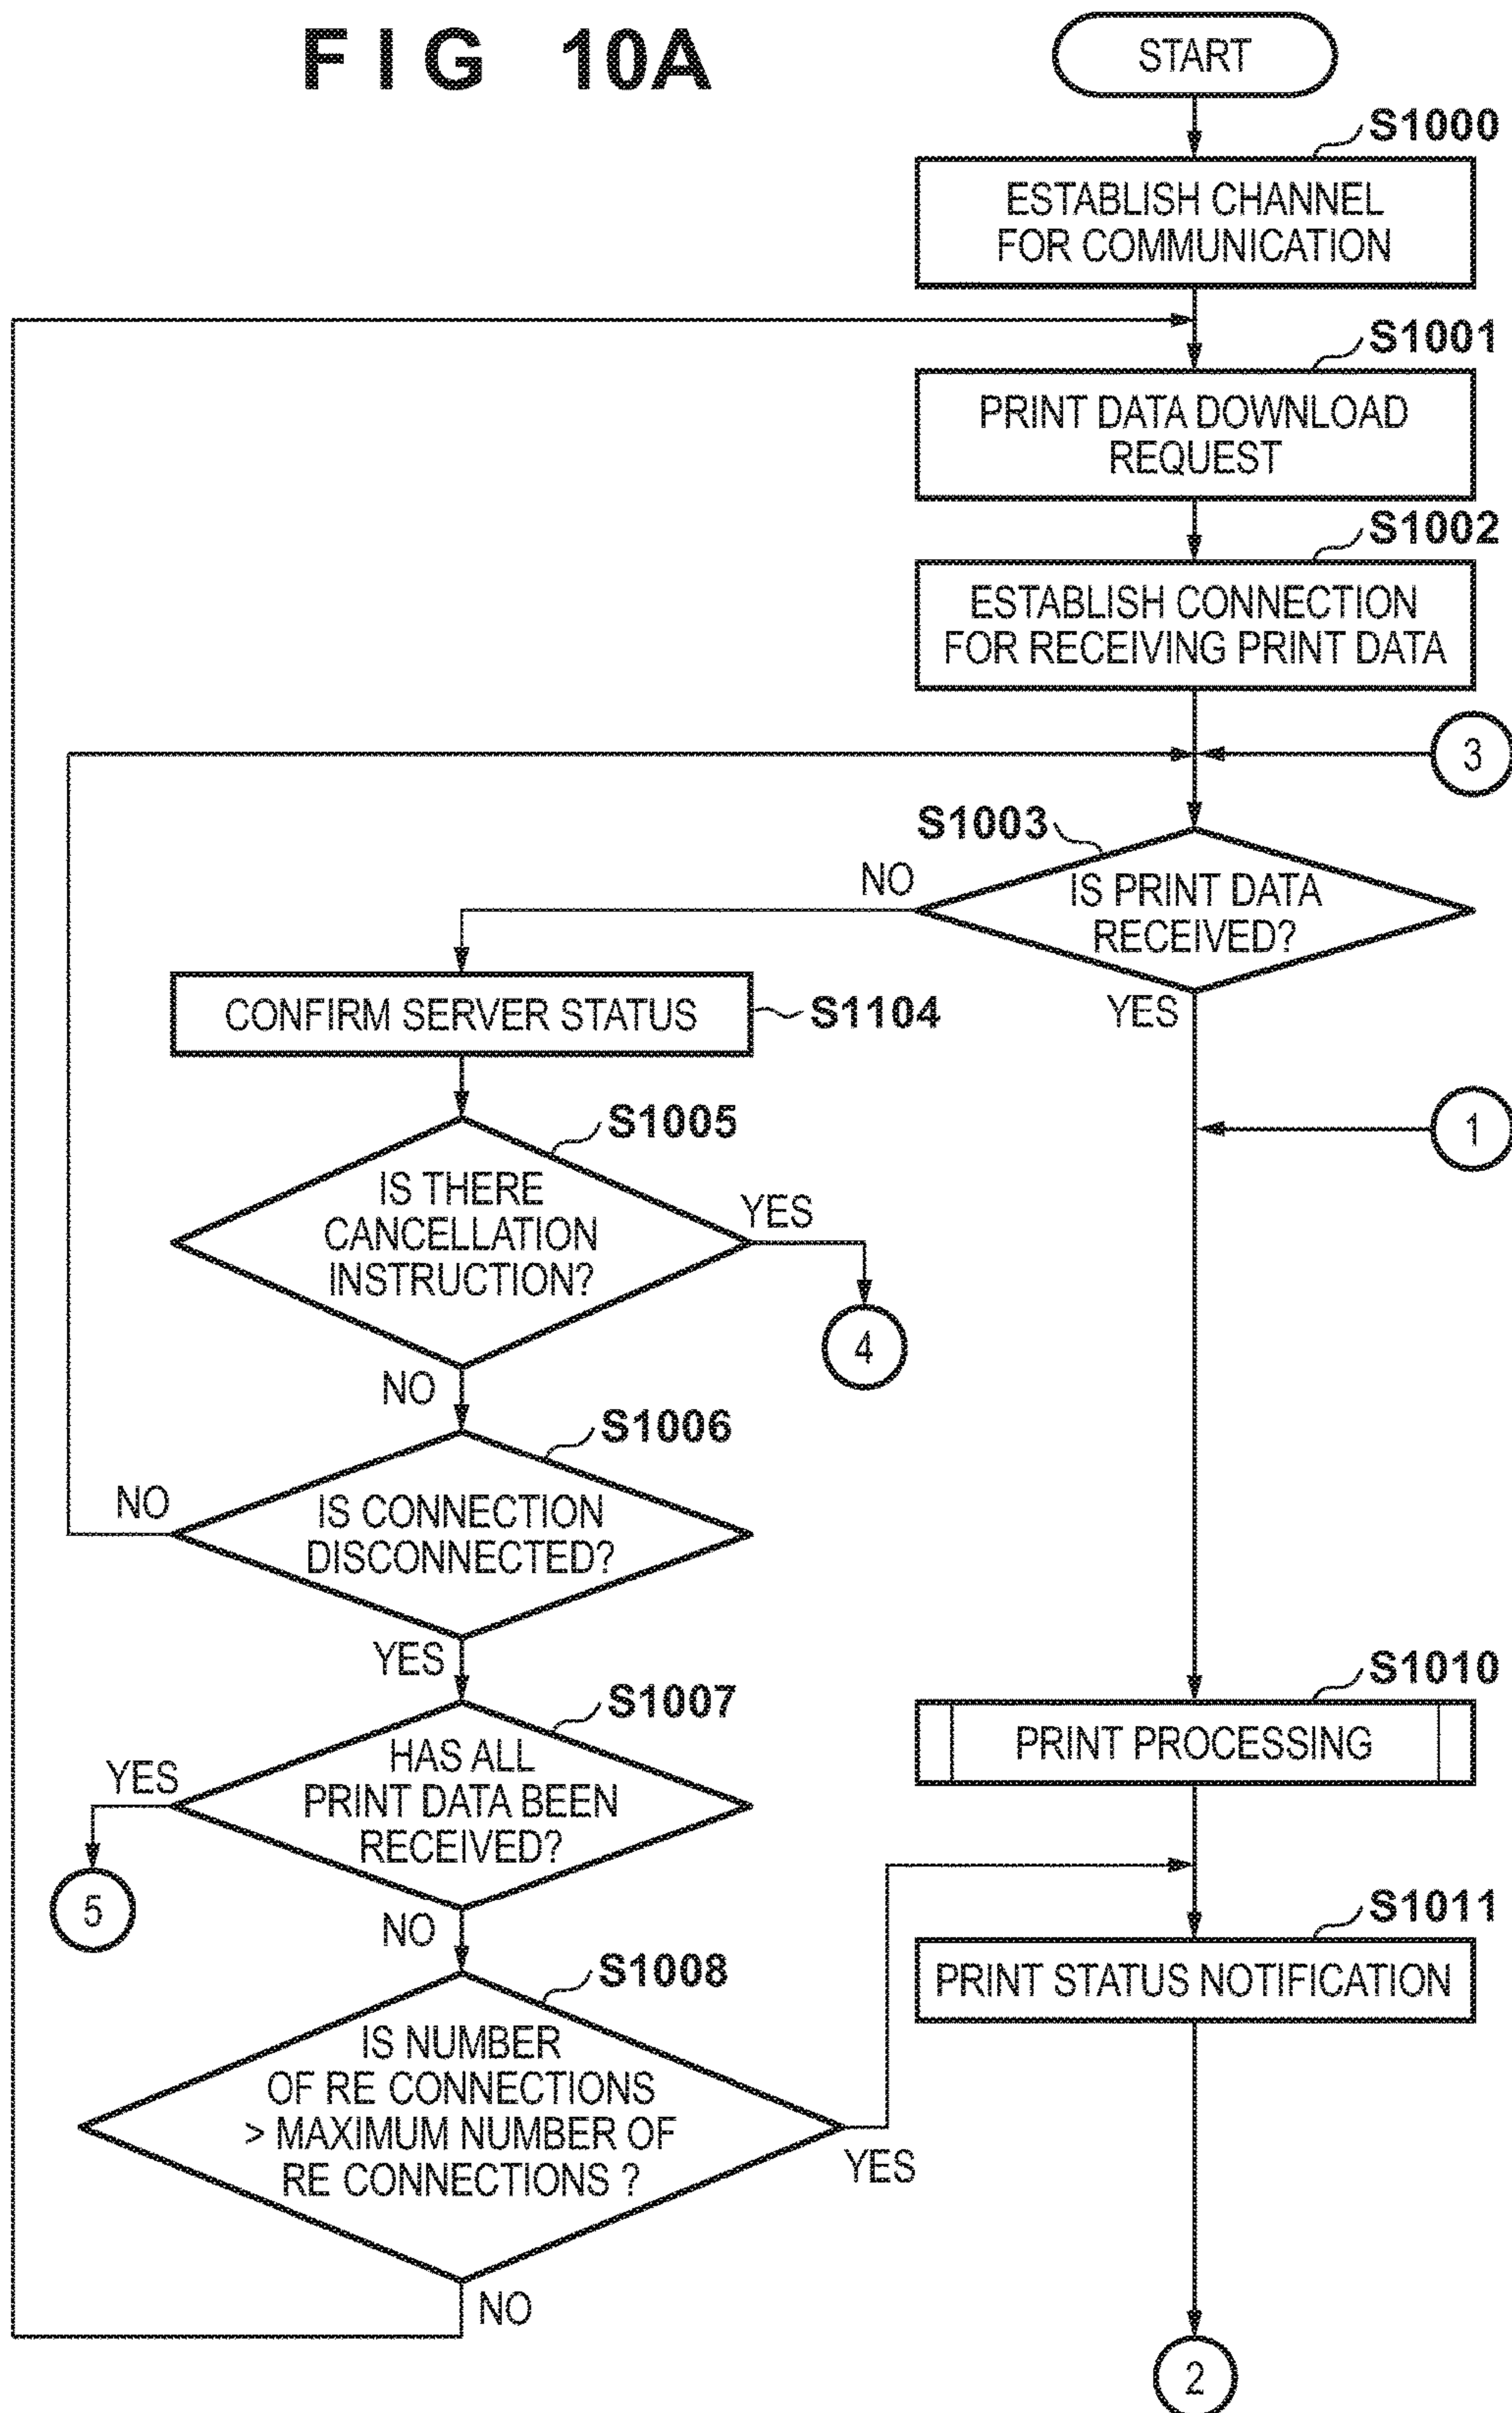 FIG 10A
START
S1000
ESTABLISH CHANNEL
FOR COMMUNICATION
S1001
PRINT DATA DOWNLOAD
REQUEST
S1002
ESTABLISH CONNECTION
FOR RECEIVING PRINT DATA
3
S1003
NO
IS PRINT DATA
RECEIVED?
YES
CONFIRM SERVER STATUS
S1104
1
S1005
IS THERE
CANCELLATION
INSTRUCTION?
YES
4
NO
S1006
NO
IS CONNECTION
DISCONNECTED?
YES
S1007
YES
HAS ALL
PRINT DATA BEEN
RECEIVED?
5
NO
S1010
PRINT PROCESSING
S1011
PRINT STATUS NOTIFICATION
S1008
IS NUMBER
OF RE CONNECTIONS
> MAXIMUM NUMBER OF
RE CONNECTIONS ?
YES
NO
2